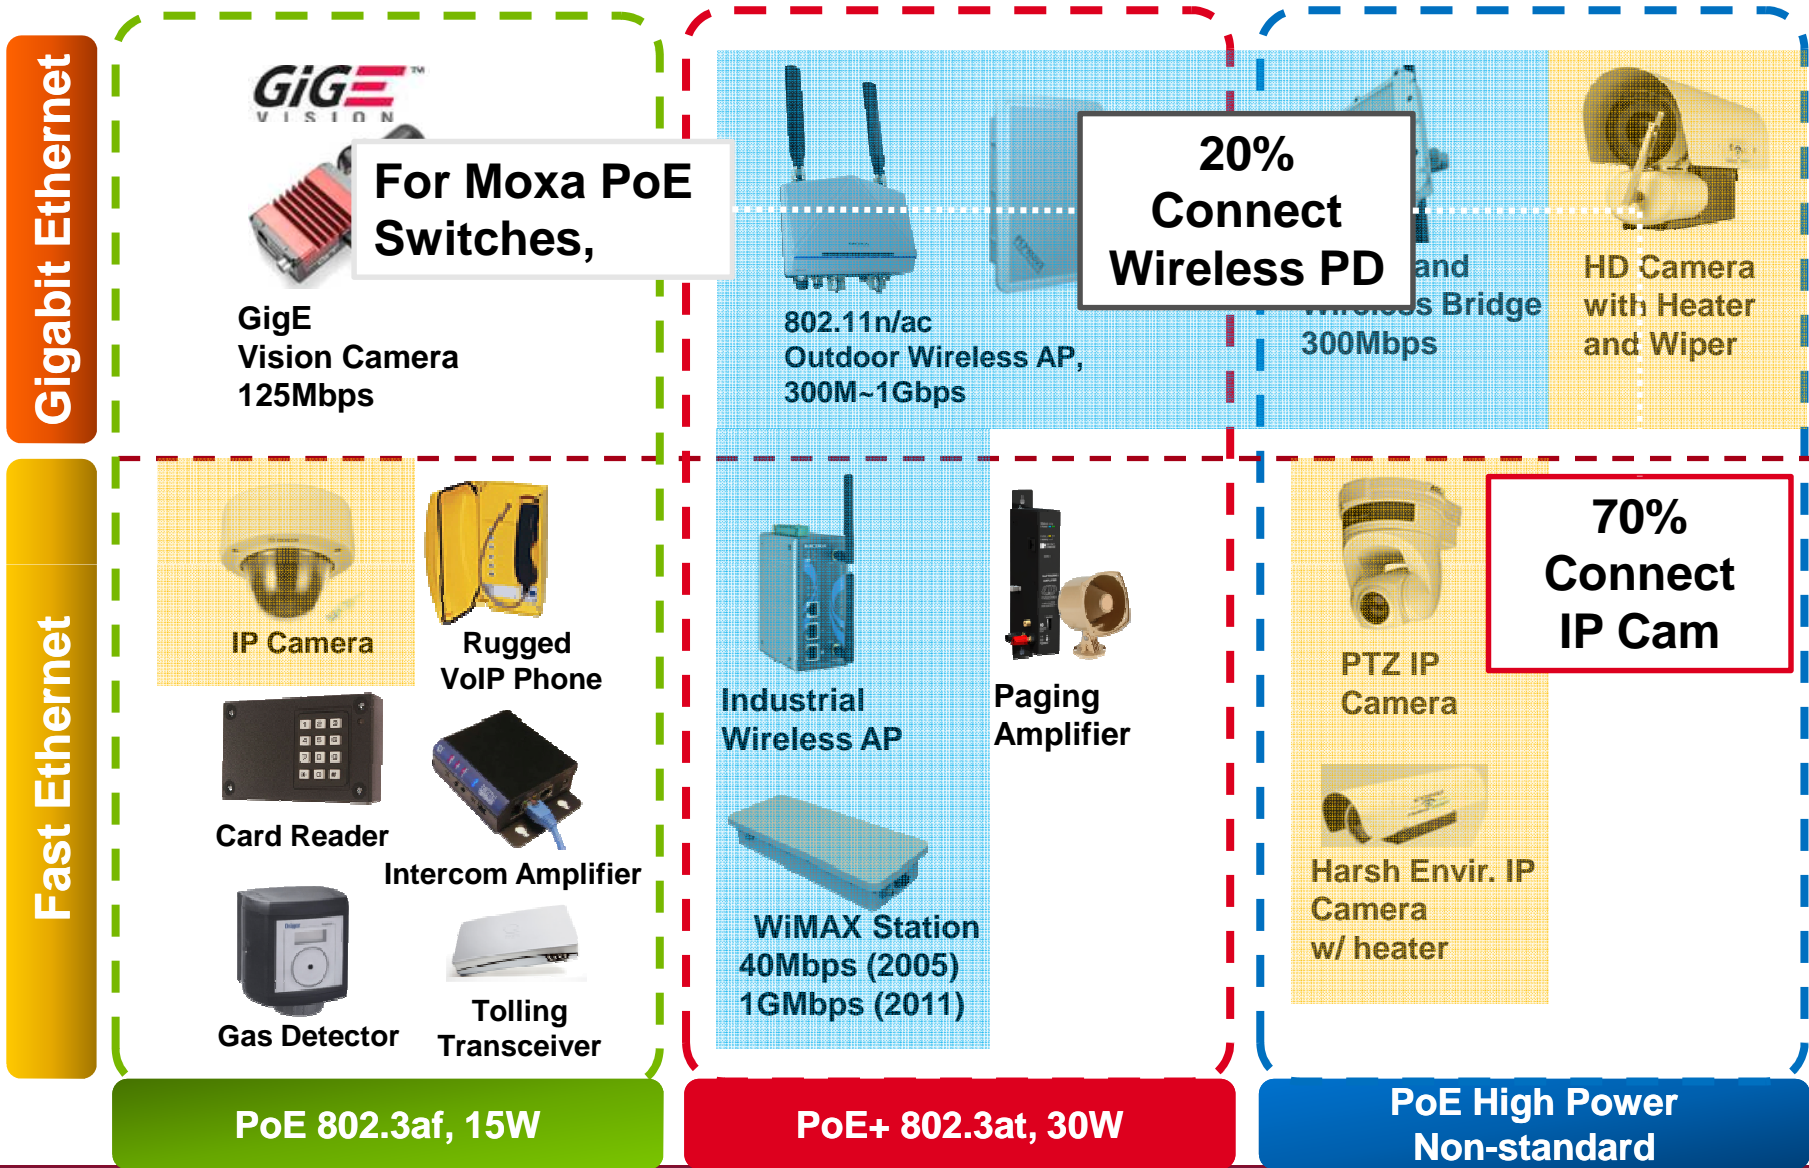 Gigabit Ethernet
GiGE™
VISION
For Moxa PoE
Switches,
GigE
Vision Camera
125Mbps
802.11n/ac
Outdoor Wireless AP,
300M~1Gbps
20%
Connect
Wireless PD
and
Bridge
300Mbps
HD Camera
with Heater
and Wiper
Fast Ethernet
IP Camera
Rugged
VoIP Phone
Card Reader
Intercom Amplifier
Gas Detector
Tolling
Transceiver
Industrial
Wireless AP
Paging
Amplifier
WiMAX Station
40Mbps (2005)
1GMbps (2011)
70%
Connect
IP Cam
PTZ IP
Camera
Harsh Envir. IP
Camera
w/ heater
PoE 802.3af, 15W
PoE+ 802.3at, 30W
PoE High Power
Non-standard